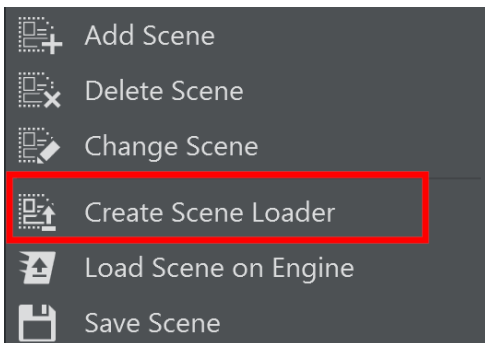 Add Scene
Delete Scene
Change Scene
Create Scene Loader
Load Scene on Engine
Save Scene